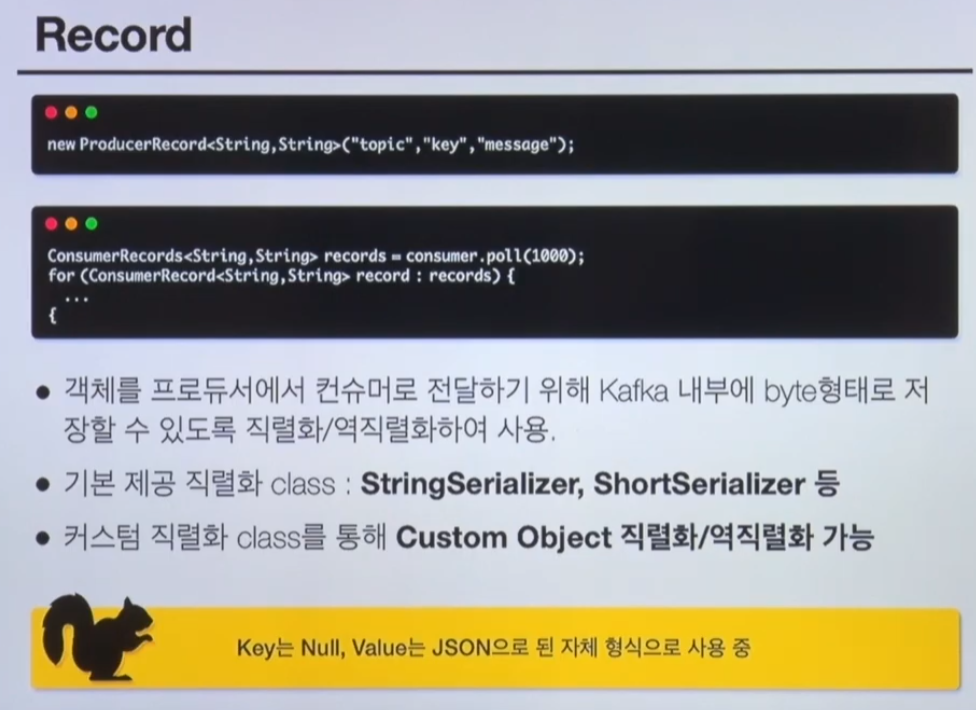 Record
new ProducerRecord<String,String>("topic","key","message");
ConsumerRecords<String,String> records = consumer.poll(1000);
for (ConsumerRecord<String,String> record : records) {
...
{
● 객체를 프로듀서에서 컨슈머로 전달하기 위해 Kafka 내부에 byte형태로 저
장할 수 있도록 직렬화/역직렬화하여 사용.
● 기본 제공 직렬화 class : StringSerializer, ShortSerializer 등
● 커스텀 직렬화 class를 통해 Custom Object 직렬화/역직렬화 가능
Key는 Null, Value는 JSON으로 된 자체 형식으로 사용 중